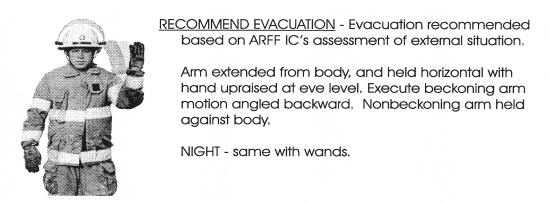 RECOMMEND EVACUATION - Evacuation recommended
based on ARFF IC's assessment of external situation.
Arm extended from body, and held horizontal with
hand upraised at eye level. Execute beckoning arm
motion angled backward. Nonbeckoning arm held
against body.
NIGHT - same with wands.